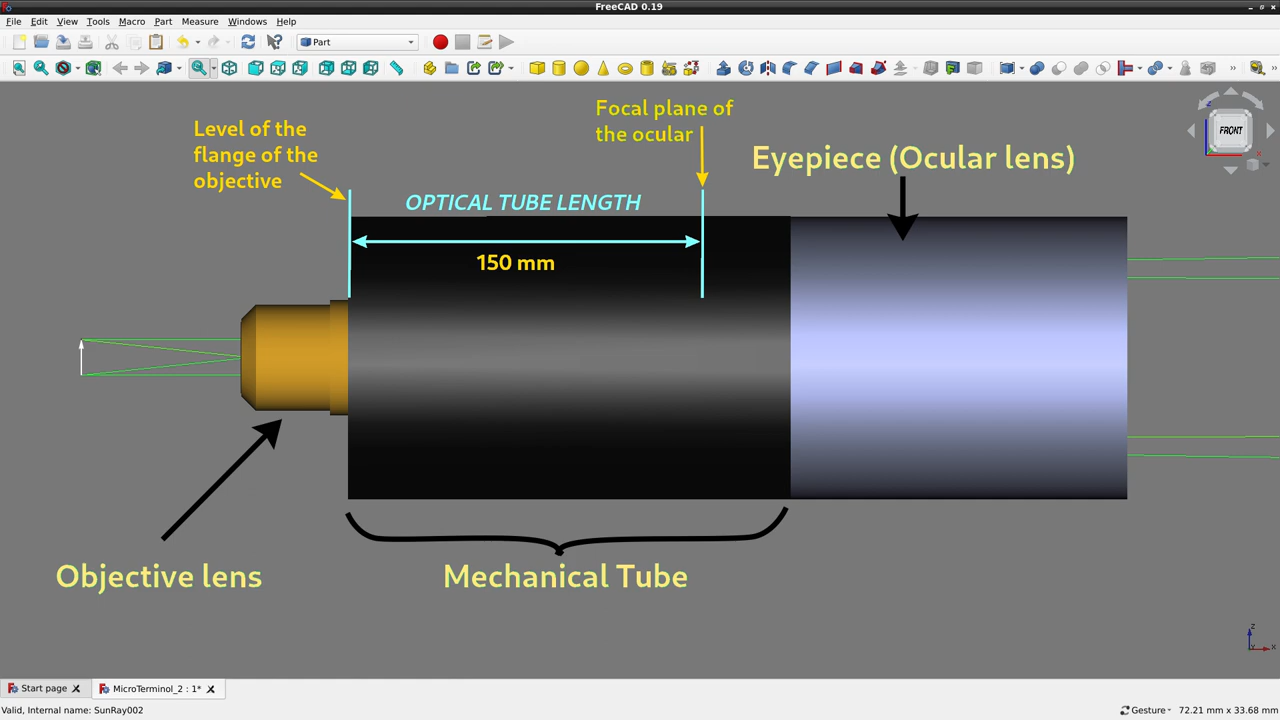 FreeCAD 0.19
File Edit View Tools Macro Part Measure Windows Help
Part
Level of the
flange of the
objective
Focal plane of
the ocular
Eyepiece (Ocular lens)
FRONT
OPTICAL TUBE LENGTH
150 mm
Objective lens
Mechanical Tube
z
x
Start page
MicroTerminol_2 : 1*
Valid, Internal name: SunRay002
Gesture
72.21 mm x 33.68 mm